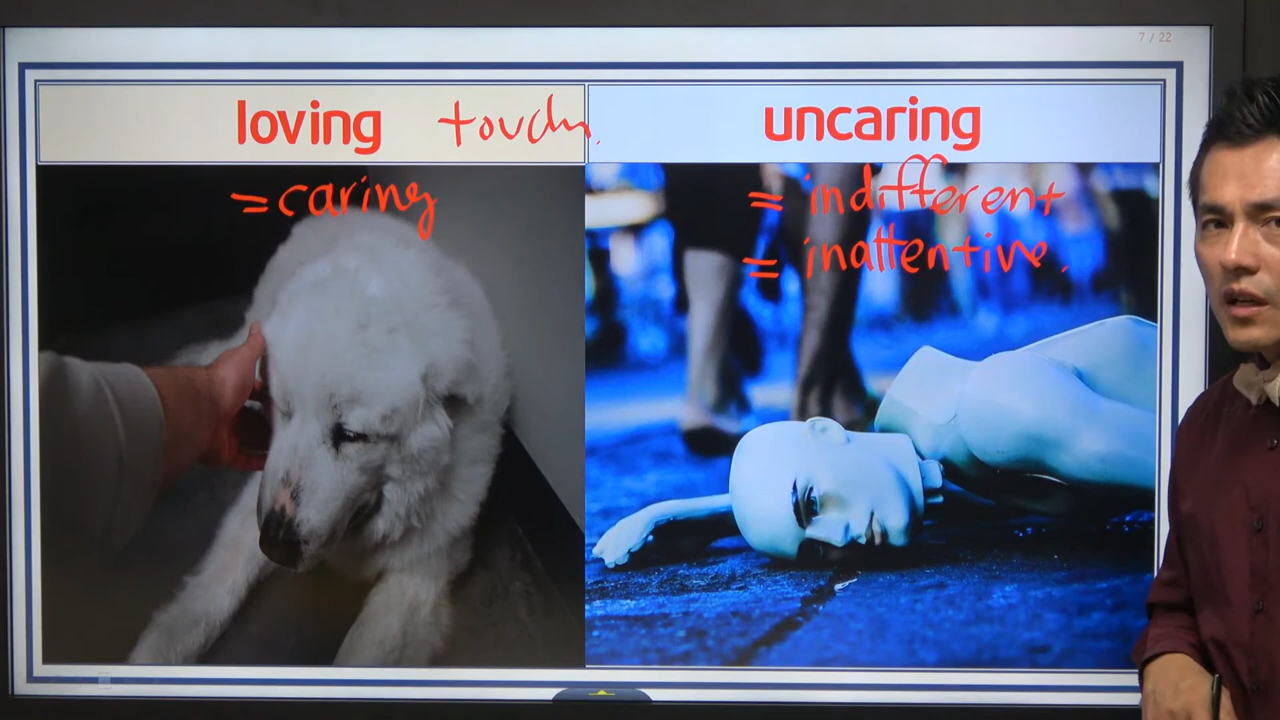 7 / 22
loving touch.
uncaring
= caring
= indifferent
= inattentive.